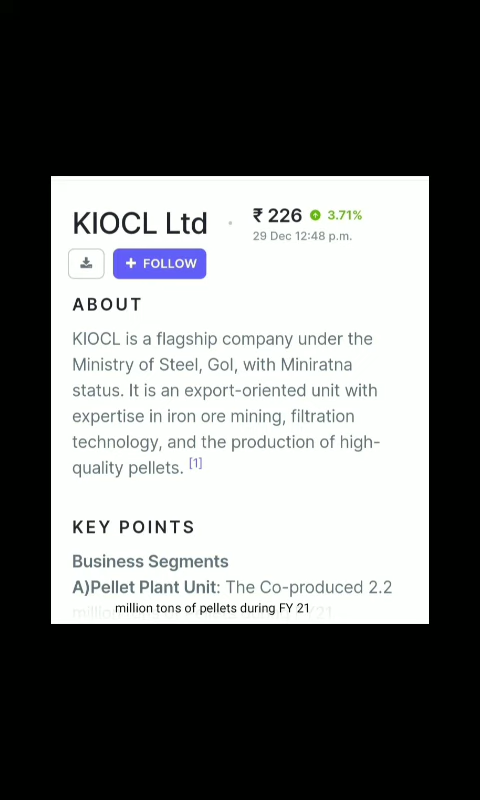 KIOCL Ltd
₹ 226 3.71%
29 Dec 12:48 p.m.
+ FOLLOW
ABOUT
KIOCL is a flagship company under the
Ministry of Steel, GoI, with Miniratna
status. It is an export-oriented unit with
expertise in iron ore mining, filtration
technology, and the production of high-
quality pellets. [1]
KEY POINTS
Business Segments
A)Pellet Plant Unit: The Co-produced 2.2
million tons of pellets during FY 21